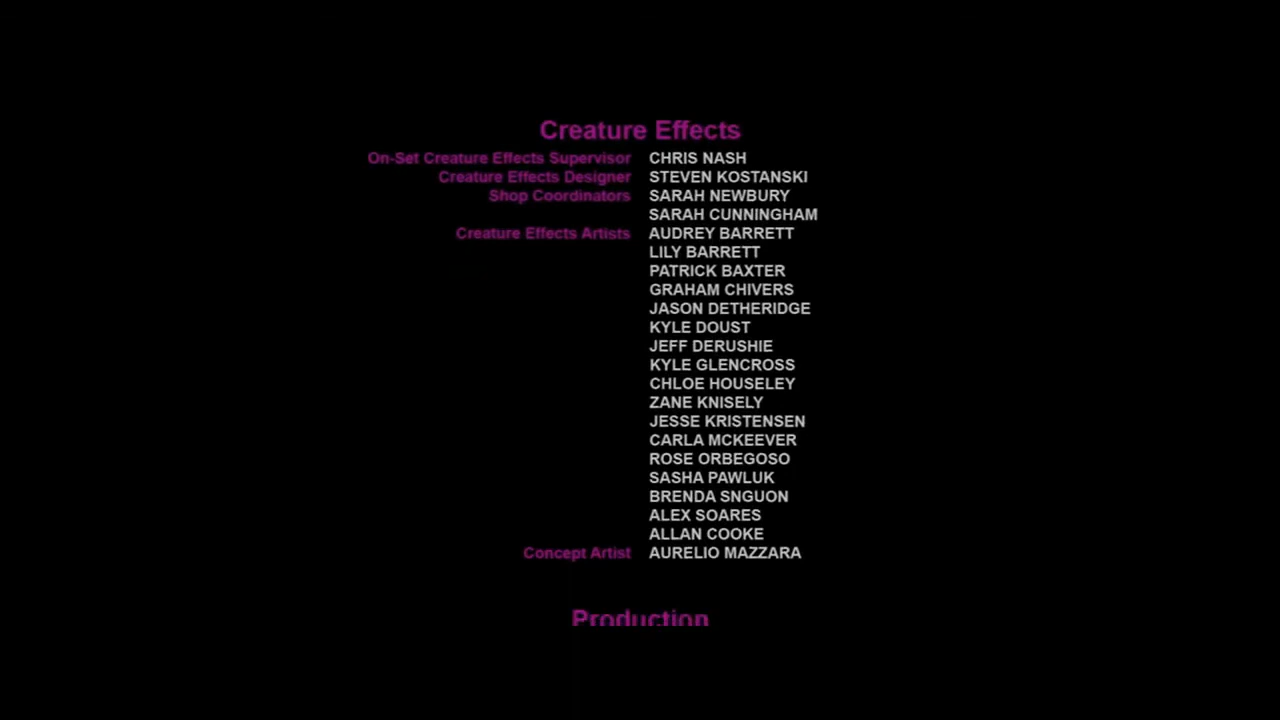 Creature Effects
On-Set Creature Effects Supervisor CHRIS NASH
Creature Effects Designer STEVEN KOSTANSKI
Shop Coordinators SARAH NEWBURY
SARAH CUNNINGHAM
Creature Effects Artists AUDREY BARRETT
LILY BARRETT
PATRICK BAXTER
GRAHAM CHIVERS
JASON DETHERIDGE
KYLE DOUST
JEFF DERUSHIE
KYLE GLENCROSS
CHLOE HOUSELEY
ZANE KNISELY
JESSE KRISTENSEN
CARLA MCKEEVER
ROSE ORBEGOSO
SASHA PAWLUK
BRENDA SNGUON
ALEX SOARES
ALLAN COOKE
Concept Artist AURELIO MAZZARA
Production